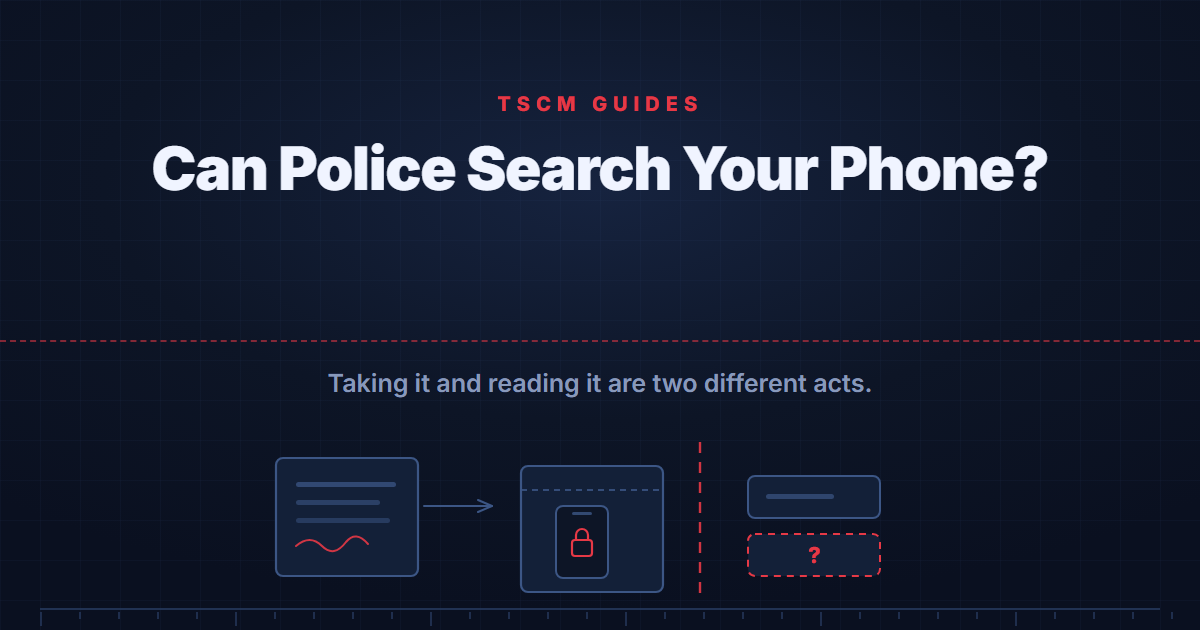 TSCM GUIDES
Can Police Search Your Phone?
Taking it and reading it are two different acts.
?